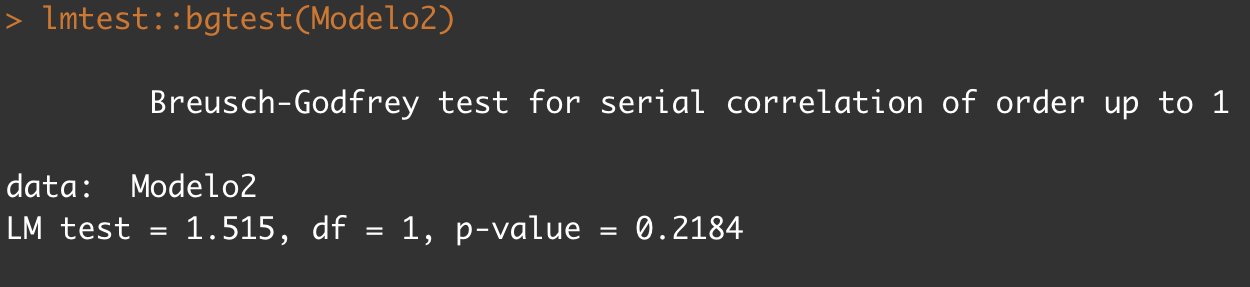 > lmtest::bgtest(Modelo2)
Breusch-Godfrey test for serial correlation of order up to 1
data:  Modelo2
LM test = 1.515, df = 1, p-value = 0.2184